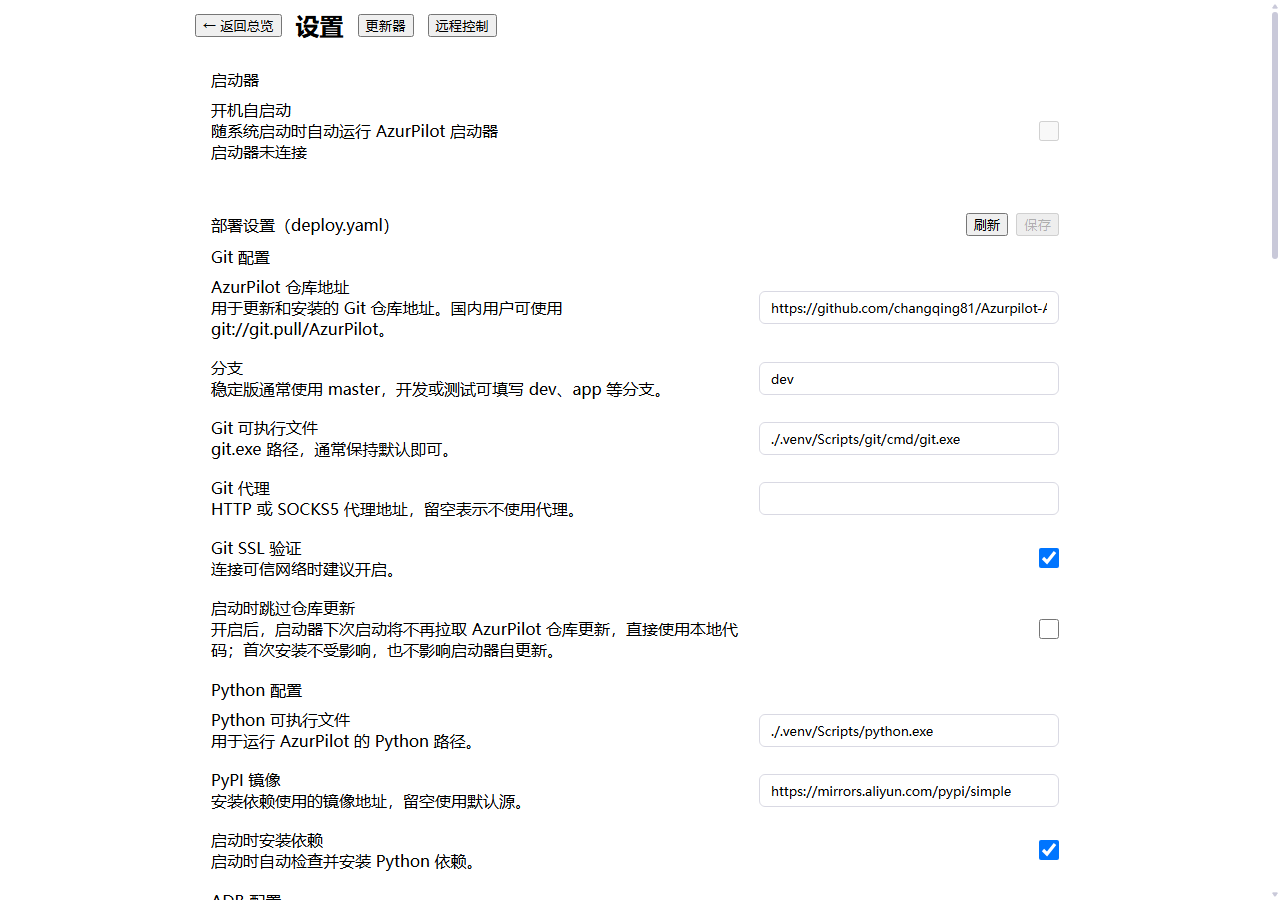 ← 返回总览 设置 更新器 远程控制
启动器
开机自启动
随系统启动时自动运行 AzurPilot 启动器
启动器未连接
部署设置（deploy.yaml） 刷新 保存
Git 配置
AzurPilot 仓库地址
用于更新和安装的 Git 仓库地址。国内用户可使用
git://git.pull/AzurPilot。
https://github.com/changqing81/Azurpilot-A
分支
稳定版通常使用 master，开发或测试可填写 dev、app 等分支。
dev
Git 可执行文件
git.exe 路径，通常保持默认即可。
./.venv/Scripts/git/cmd/git.exe
Git 代理
HTTP 或 SOCKS5 代理地址，留空表示不使用代理。
Git SSL 验证
连接可信网络时建议开启。
启动时跳过仓库更新
开启后，启动器下次启动将不再拉取 AzurPilot 仓库更新，直接使用本地代
码；首次安装不受影响，也不影响启动器自更新。
Python 配置
Python 可执行文件
用于运行 AzurPilot 的 Python 路径。
./.venv/Scripts/python.exe
PyPI 镜像
安装依赖使用的镜像地址，留空使用默认源。
https://mirrors.aliyun.com/pypi/simple
启动时安装依赖
启动时自动检查并安装 Python 依赖。
ADB 配置